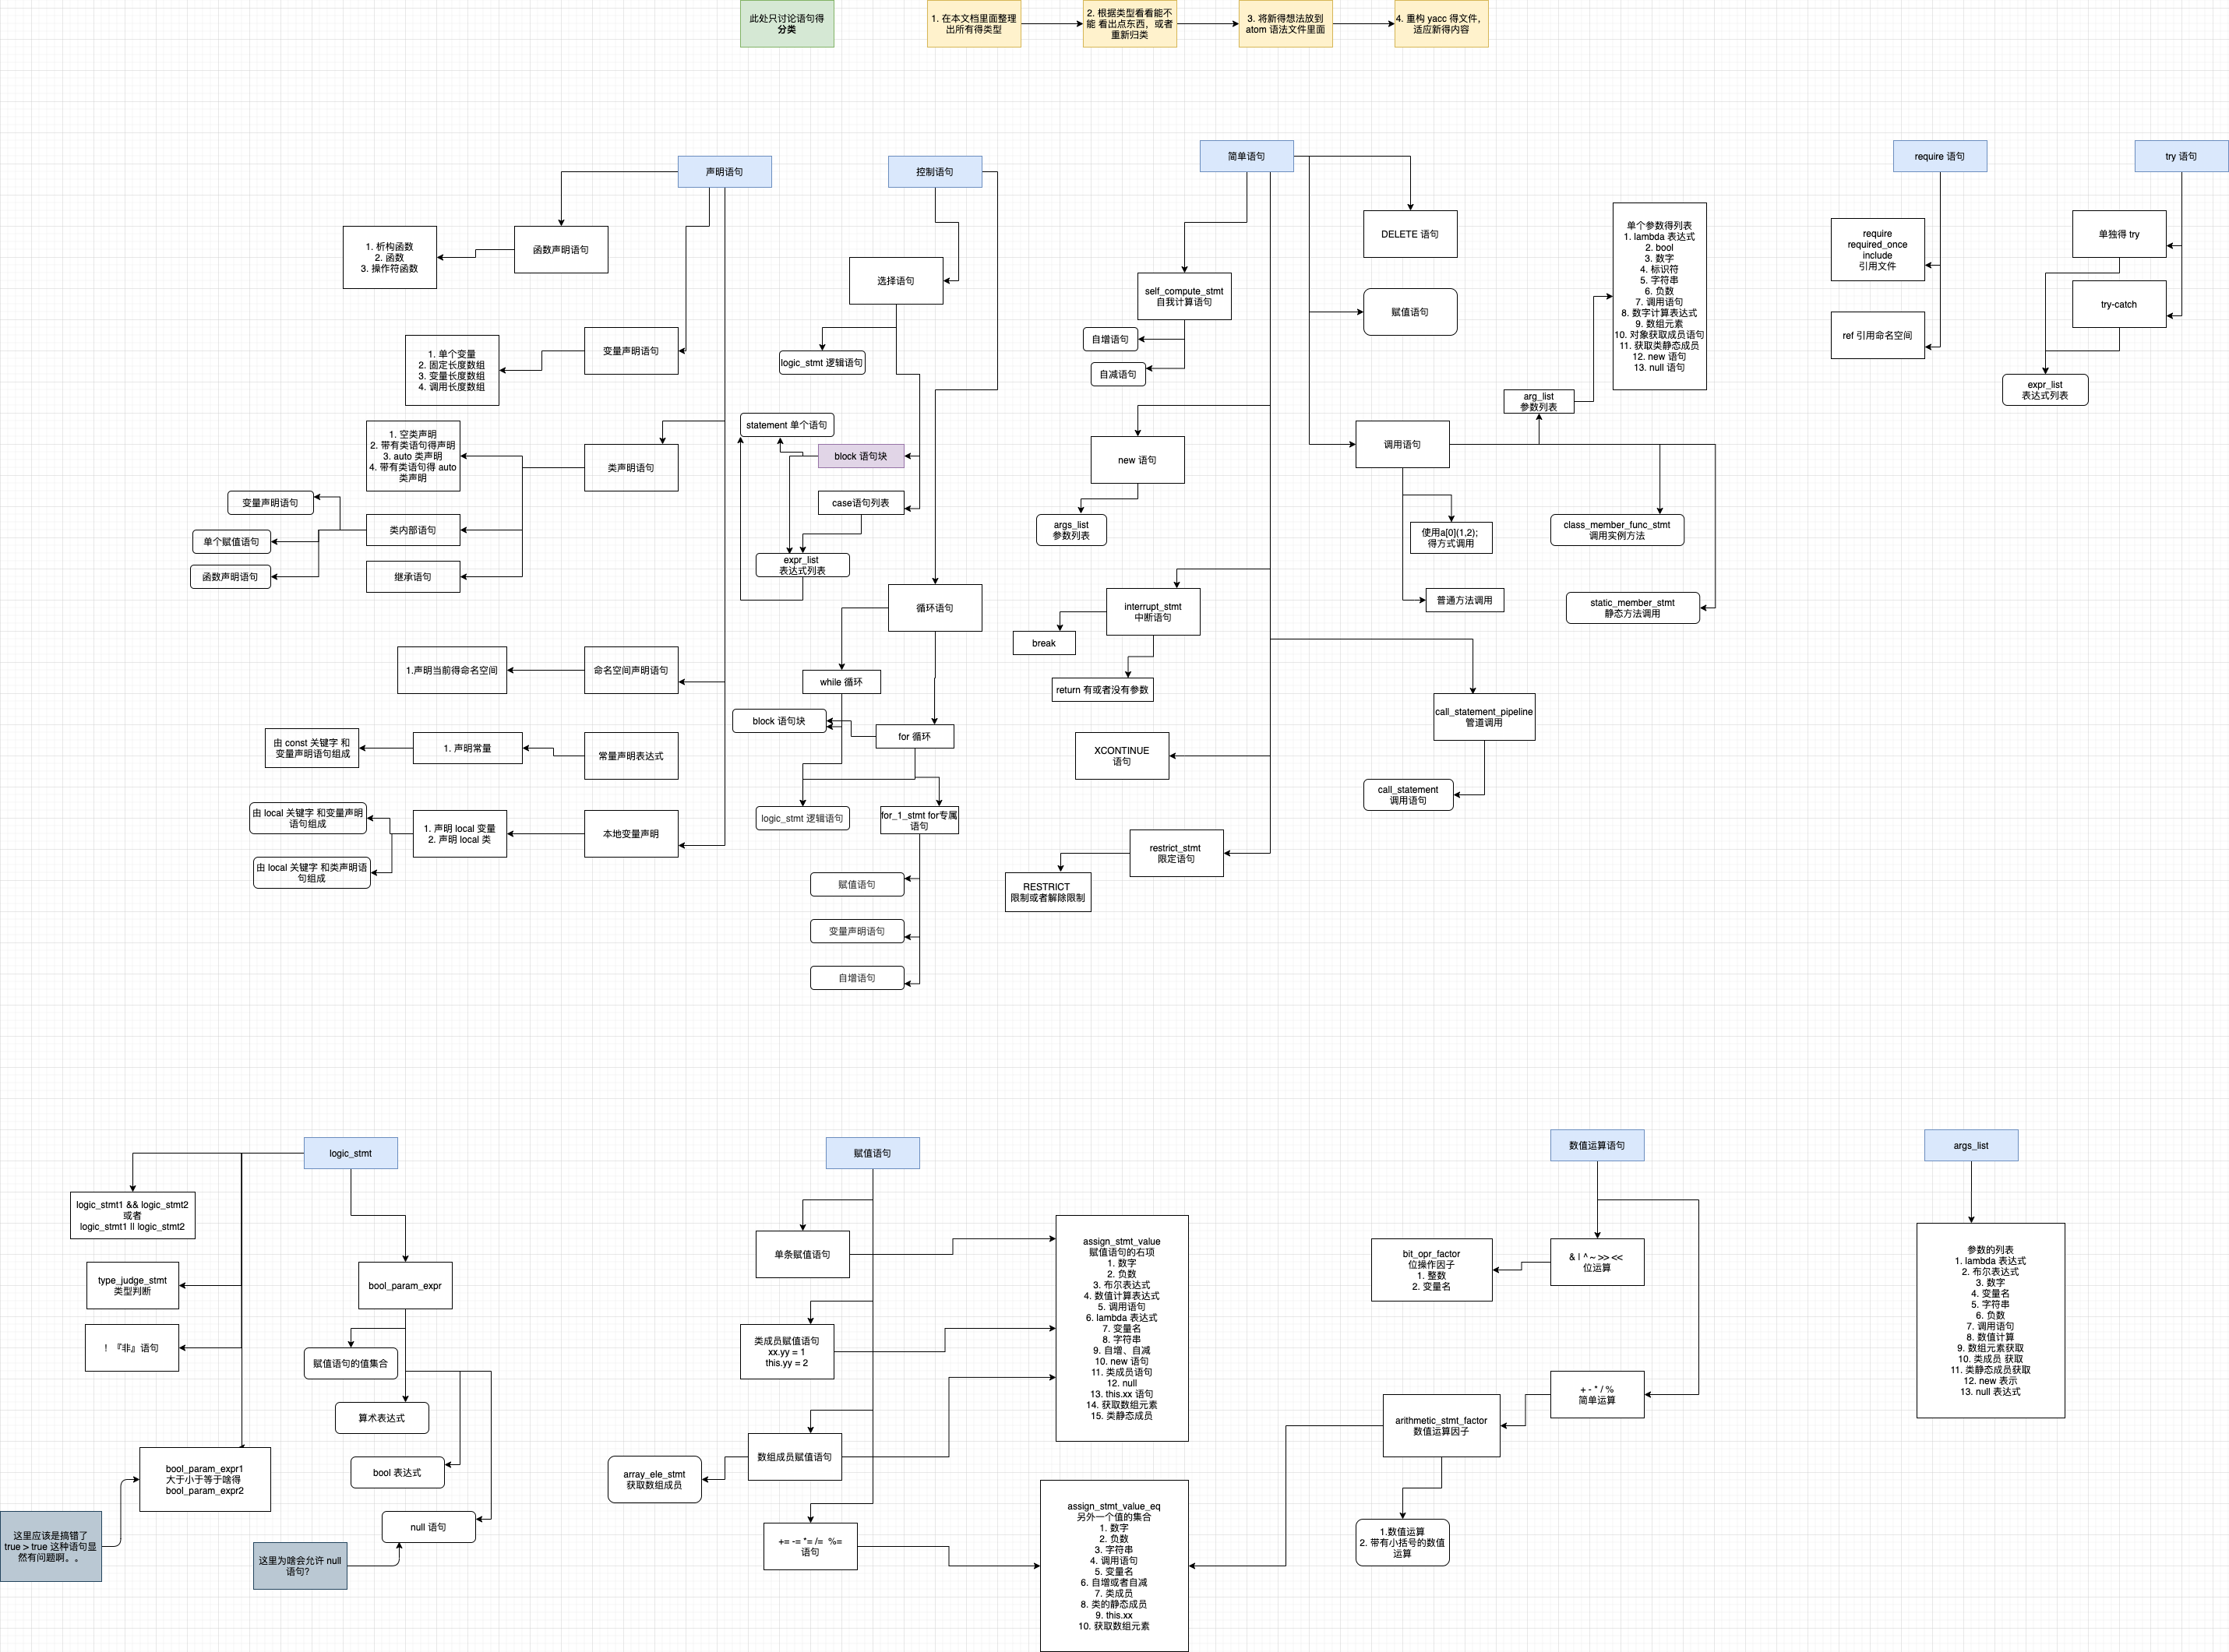 此处只讨论语句得
分类
1. 在本文档里面整理
出所有得类型
2. 根据类型看看能不
能 看出点东西，或者
重新归类
3. 将新得想法放到
atom 语法文件里面
4. 重构 yacc 得文件，
适应新得内容
声明语句
函数声明语句
1. 析构函数
2. 函数
3. 操作符函数
变量声明语句
1. 单个变量
2. 固定长度数组
3. 变量长度数组
4. 调用长度数组
类声明语句
1. 空类声明
2. 带有类语句得声明
3. auto 类声明
4. 带有类语句得 auto
类声明
类内部语句
变量声明语句
单个赋值语句
函数声明语句
继承语句
命名空间声明语句
1.声明当前得命名空间
常量声明表达式
1. 声明常量
由 const 关键字 和
变量声明语句组成
本地变量声明
1. 声明 local 变量
2. 声明 local 类
由 local 关键字 和变量声明
语句组成
由 local 关键字 和类声明语
句组成
控制语句
选择语句
logic_stmt 逻辑语句
statement 单个语句
block 语句块
case语句列表
expr_list
表达式列表
循环语句
while 循环
block 语句块
for 循环
logic_stmt 逻辑语句
for_1_stmt for专属
语句
赋值语句
变量声明语句
自增语句
简单语句
DELETE 语句
self_compute_stmt
自我计算语句
自增语句
自减语句
赋值语句
new 语句
args_list
参数列表
调用语句
arg_list
参数列表
单个参数得列表
1. lambda 表达式
2. bool
3. 数字
4. 标识符
5. 字符串
6. 负数
7. 调用语句
8. 数字计算表达式
9. 数组元素
10. 对象获取成员语句
11. 获取类静态成员
12. new 语句
13. null 语句
使用a[0](1,2);
得方式调用
普通方法调用
class_member_func_stmt
调用实例方法
static_member_stmt
静态方法调用
interrupt_stmt
中断语句
break
return 有或者没有参数
call_statement_pipeline
管道调用
call_statement
调用语句
XCONTINUE
语句
restrict_stmt
限定语句
RESTRICT
限制或者解除限制
require 语句
require
required_once
include
引用文件
ref 引用命名空间
try 语句
单独得 try
try-catch
expr_list
表达式列表
logic_stmt
logic_stmt1 && logic_stmt2
或者
logic_stmt1 || logic_stmt2
type_judge_stmt
类型判断
！『非』语句
bool_param_expr1
大于小于等于啥得
bool_param_expr2
这里应该是搞错了
true > true 这种语句显
然有问题啊。。
bool_param_expr
赋值语句的值集合
算术表达式
bool 表达式
null 语句
这里为啥会允许 null
语句?
赋值语句
单条赋值语句
类成员赋值语句
xx.yy = 1
this.yy = 2
数组成员赋值语句
array_ele_stmt
获取数组成员
+= -= *= /= %=
语句
assign_stmt_value
赋值语句的右项
1. 数字
2. 负数
3. 布尔表达式
4. 数值计算表达式
5. 调用语句
6. lambda 表达式
7. 变量名
8. 字符串
9. 自增、自减
10. new 语句
11. 类成员语句
12. null
13. this.xx 语句
14. 获取数组元素
15. 类静态成员
assign_stmt_value_eq
另外一个值的集合
1. 数字
2. 负数
3. 字符串
4. 调用语句
5. 变量名
6. 自增或者自减
7. 类成员
8. 类的静态成员
9. this.xx
10. 获取数组元素
数值运算语句
& | ^ ~ >> <<
位运算
bit_opr_factor
位操作因子
1. 整数
2. 变量名
+ - * / %
简单运算
arithmetic_stmt_factor
数值运算因子
1.数值运算
2. 带有小括号的数值
运算
args_list
参数的列表
1. lambda 表达式
2. 布尔表达式
3. 数字
4. 变量名
5. 字符串
6. 负数
7. 调用语句
8. 数值计算
9. 数组元素获取
10. 类成员 获取
11. 类静态成员获取
12. new 表示
13. null 表达式